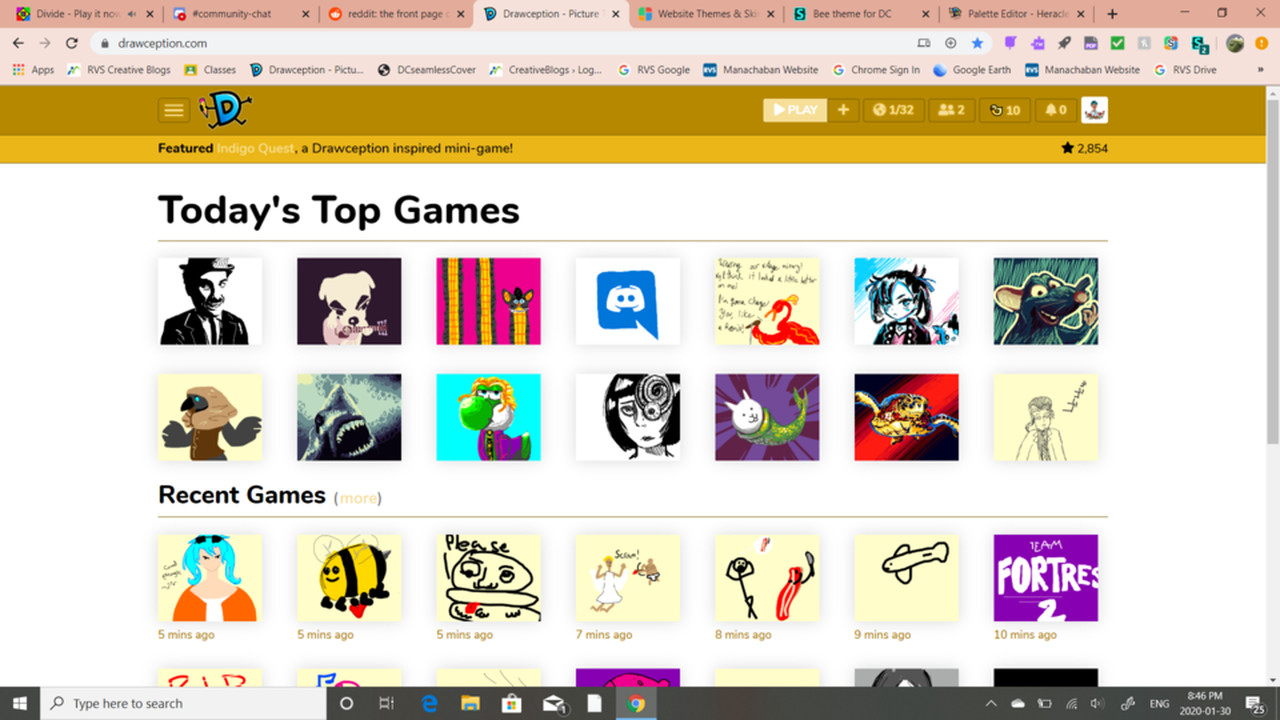 Divide - Play it now
#community-chat
reddit: the front page
Drawception - Picture
Website Themes & Ski
Bee theme for DC
Palette Editor - Heracle
drawception.com
2
Apps
RVS Creative Blogs
Classes
Drawception - Pictu...
DCseamlessCover
CreativeBlogs › Log...
RVS Google
Manachaban Website
Chrome Sign In
Google Earth
Manachaban Website
RVS Drive
»
D
PLAY
+
1/32
2
10
0
Featured Indigo Quest, a Drawception inspired mini-game!
2,854
Today's Top Games
Recent Games (more)
Please
Scram!
TEAM
FORTRES
2
5 mins ago
5 mins ago
5 mins ago
7 mins ago
8 mins ago
9 mins ago
10 mins ago
Type here to search
1
ENG
8:46 PM
2020-01-30
25